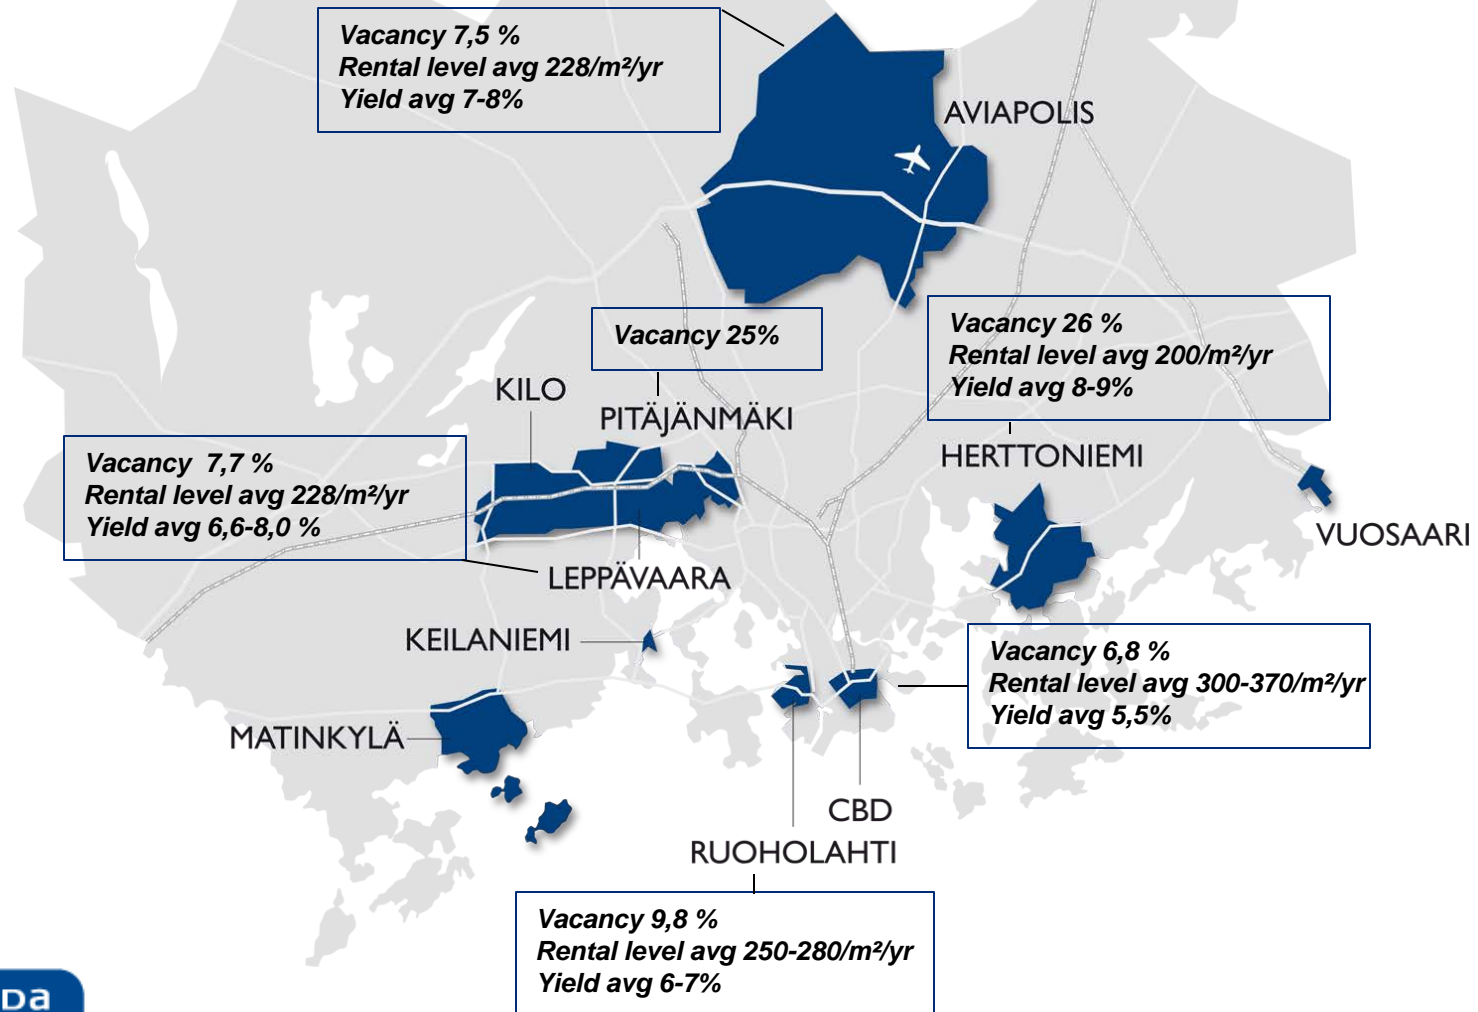 Vacancy 7,5 %
Rental level avg 228/m²/yr
Yield avg 7-8%
AVIAPOLIS
Vacancy 25%
Vacancy 26 %
Rental level avg 200/m²/yr
Yield avg 8-9%
KILO
PITÄJÄNMÄKI
HERTTONIEMI
Vacancy 7,7 %
Rental level avg 228/m²/yr
Yield avg 6,6-8,0 %
VUOSAARI
LEPPÄVAARA
KEILANIEMI
Vacancy 6,8 %
Rental level avg 300-370/m²/yr
Yield avg 5,5%
MATINKYLÄ
CBD
RUOHOLAHTI
Vacancy 9,8 %
Rental level avg 250-280/m²/yr
Yield avg 6-7%